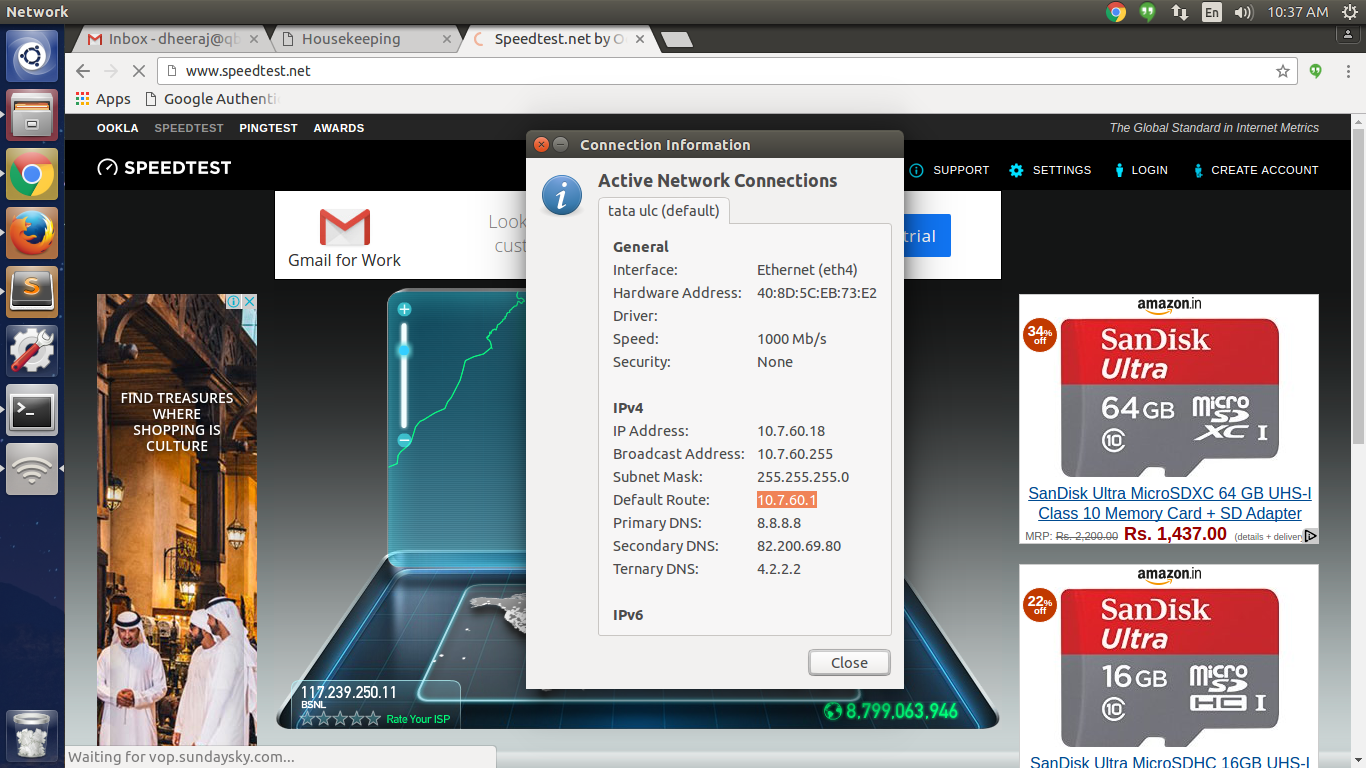 Network
En
10:37 AM
Inbox - dheeraj@qb
Housekeeping
Speedtest.net by O
www.speedtest.net
Apps
Google Authenti
OOKLA SPEEDTEST PINGTEST AWARDS
The Global Standard in Internet Metrics
SPEEDTEST
SUPPORT SETTINGS LOGIN CREATE ACCOUNT
Gmail for Work
Look
cust
trial
Connection Information
Active Network Connections
tata ulc (default)
General
Interface: Ethernet (eth4)
Hardware Address: 40:8D:5C:EB:73:E2
Driver:
Speed: 1000 Mb/s
Security: None
IPv4
IP Address: 10.7.60.18
Broadcast Address: 10.7.60.255
Subnet Mask: 255.255.255.0
Default Route: 10.7.60.1
Primary DNS: 8.8.8.8
Secondary DNS: 82.200.69.80
Ternary DNS: 4.2.2.2
IPv6
Close
FIND TREASURES
WHERE
SHOPPING IS
CULTURE
117.239.250.11
BSNL
Rate Your ISP
8,799,063,946
amazon.in
34%
off
SanDisk
Ultra
64 GB
micro
SD
XC I
10
SanDisk Ultra MicroSDXC 64 GB UHS-I
Class 10 Memory Card + SD Adapter
MRP: Rs. 2,200.00 Rs. 1,437.00 (details + delivery
amazon.in
22%
off
SanDisk
Ultra
16 GB
micro
SD
HC I
10
SanDisk Ultra MicroSDHC 16GB UHS-I
Waiting for vop.sundaysky.com...